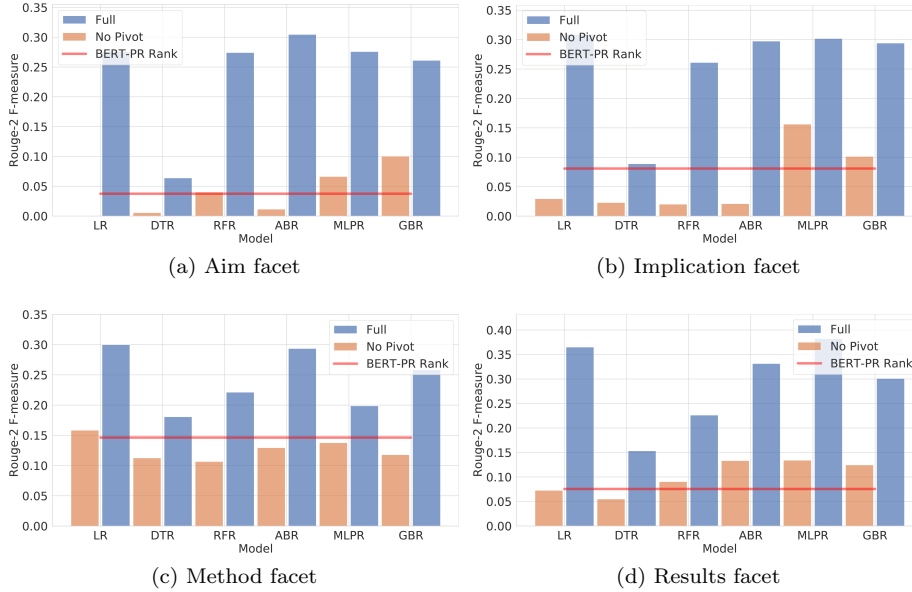 0.35
0.30
0.25
0.20
0.15
0.10
0.05
0.00
Rouge-2 F-measure
Full
No Pivot
BERT-PR Rank
LR DTR RFR ABR MLPR GBR
Model
(a) Aim facet
0.35
0.30
0.25
0.20
0.15
0.10
0.05
0.00
Rouge-2 F-measure
Full
No Pivot
BERT-PR Rank
LR DTR RFR ABR MLPR GBR
Model
(b) Implication facet
0.35
0.30
0.25
0.20
0.15
0.10
0.05
0.00
Rouge-2 F-measure
Full
No Pivot
BERT-PR Rank
LR DTR RFR ABR MLPR GBR
Model
(c) Method facet
0.40
0.35
0.30
0.25
0.20
0.15
0.10
0.05
0.00
Rouge-2 F-measure
Full
No Pivot
BERT-PR Rank
LR DTR RFR ABR MLPR GBR
Model
(d) Results facet